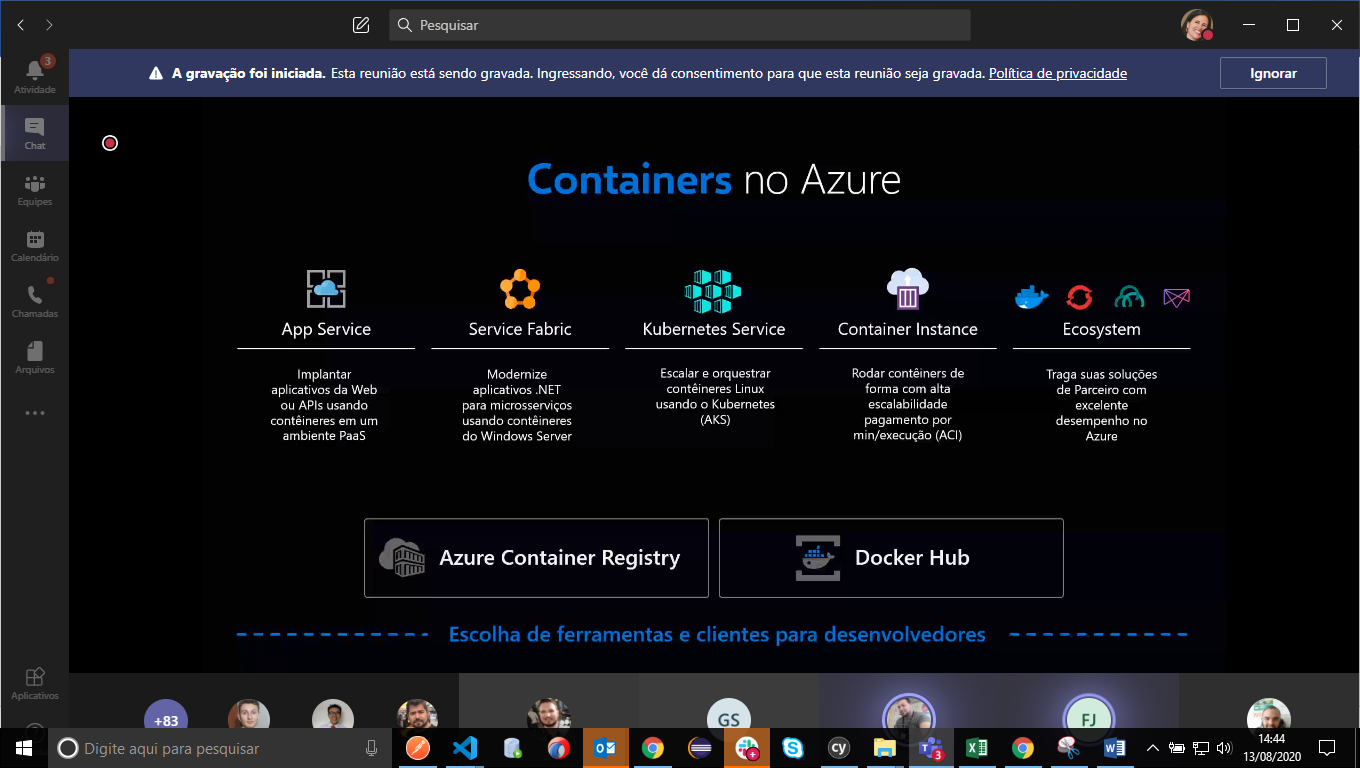 Pesquisar
3
Atividade
A gravação foi iniciada. Esta reunião está sendo gravada. Ingressando, você dá consentimento para que esta reunião seja gravada. Política de privacidade
Ignorar
Chat
Equipes
Calendário
Chamadas
Arquivos
Aplicativos
Containers no Azure
App Service
Implantar
aplicativos da Web
ou APIs usando
contêineres em um
ambiente PaaS
Service Fabric
Modernize
aplicativos .NET
para microsserviços
usando contêineres
do Windows Server
Kubernetes Service
Escalar e orquestrar
contêineres Linux
usando o Kubernetes
(AKS)
Container Instance
Rodar contêiners de
forma com alta
escalabilidade
pagamento por
min/execução (ACI)
Ecosystem
Traga suas soluções
de Parceiro com
excelente
desempenho no
Azure
Azure Container Registry
Docker Hub
Escolha de ferramentas e clientes para desenvolvedores
+83
GS
FJ
Digite aqui para pesquisar
cy
3
14:44
13/08/2020